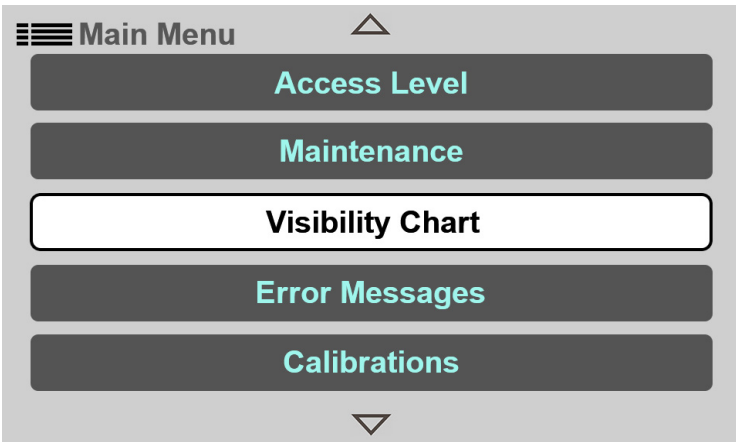 Main Menu
Access Level
Maintenance
Visibility Chart
Error Messages
Calibrations